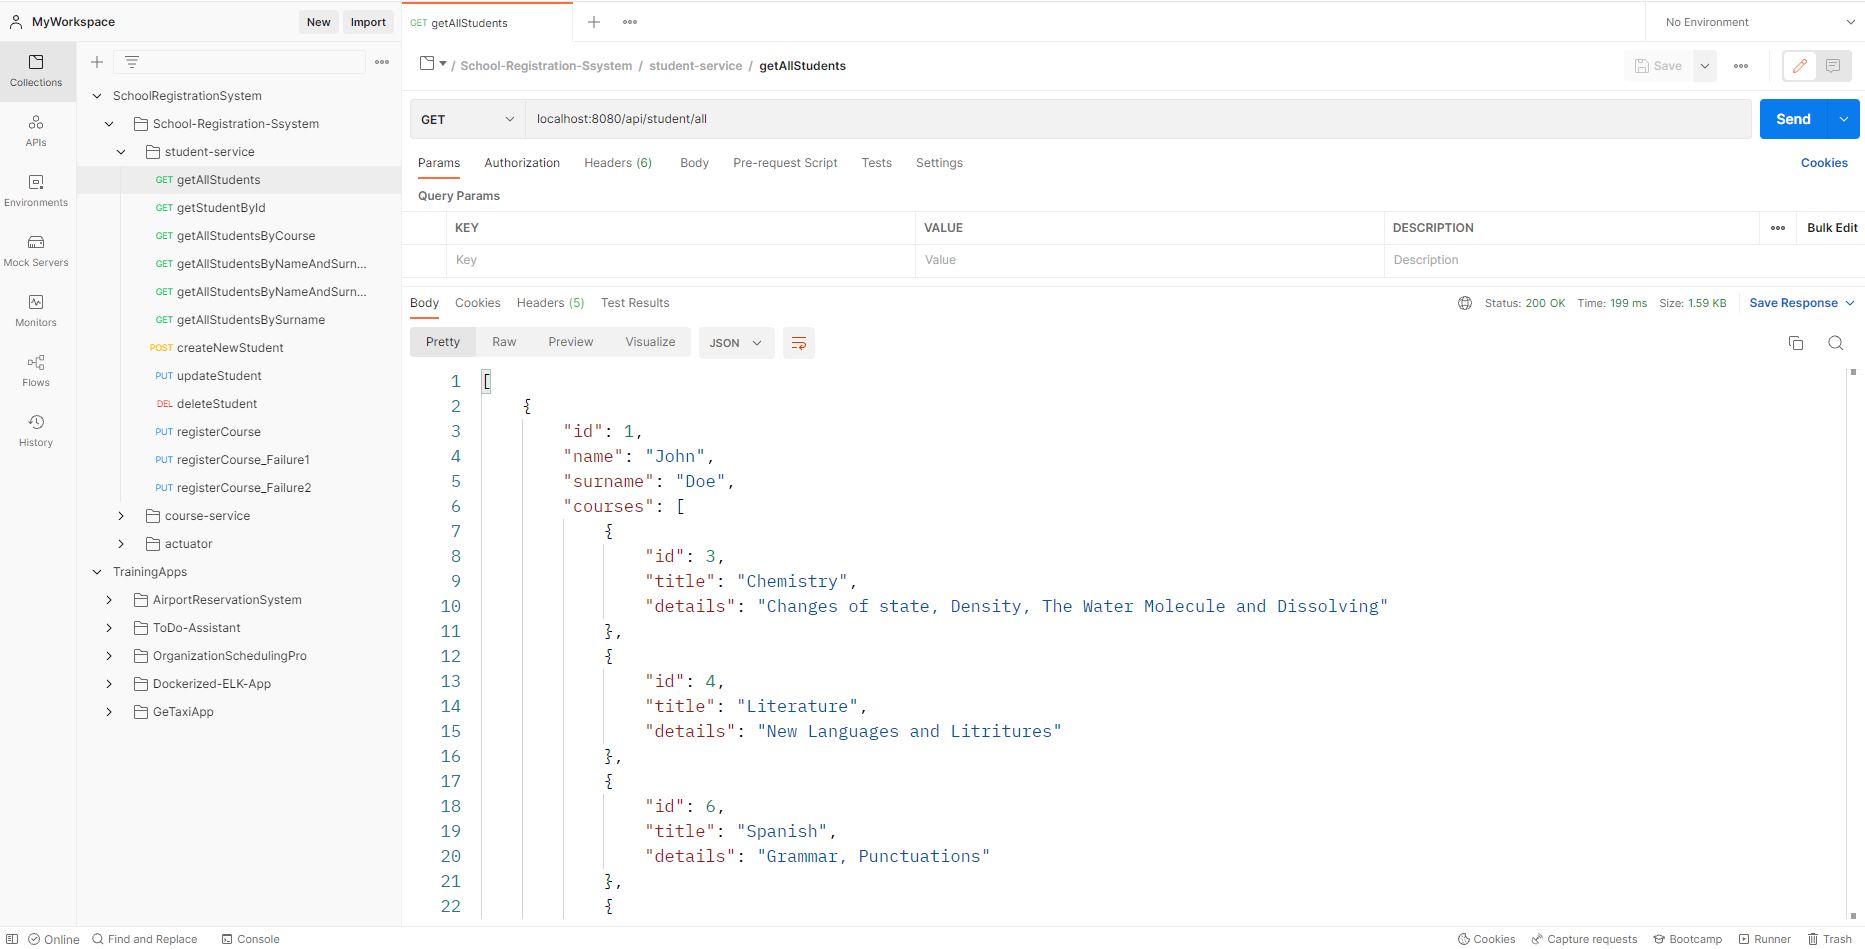 MyWorkspace
New
Import
GET getAllStudents
No Environment
Collections
APIs
Environments
Mock Servers
Monitors
Flows
History
SchoolRegistrationSystem
School-Registration-Ssystem
student-service
GET getAllStudents
GET getStudentById
GET getAllStudentsByCourse
GET getAllStudentsByNameAndSurn...
GET getAllStudentsByNameAndSurn...
GET getAllStudentsBySurname
POST createNewStudent
PUT updateStudent
DEL deleteStudent
PUT registerCourse
PUT registerCourse_Failure1
PUT registerCourse_Failure2
course-service
actuator
TrainingApps
AirportReservationSystem
ToDo-Assistant
OrganizationSchedulingPro
Dockerized-ELK-App
GeTaxiApp
/ School-Registration-Ssystem / student-service / getAllStudents
Save
GET
localhost:8080/api/student/all
Send
Params Authorization Headers (6) Body Pre-request Script Tests Settings
Cookies
Query Params
KEY VALUE DESCRIPTION
Bulk Edit
Key Value Description
Body Cookies Headers (5) Test Results
Status: 200 OK Time: 199 ms Size: 1.59 KB
Save Response
Pretty Raw Preview Visualize JSON
1 [
2 {
3 "id": 1,
4 "name": "John",
5 "surname": "Doe",
6 "courses": [
7 {
8 "id": 3,
9 "title": "Chemistry",
10 "details": "Changes of state, Density, The Water Molecule and Dissolving"
11 },
12 {
13 "id": 4,
14 "title": "Literature",
15 "details": "New Languages and Litritures"
16 },
17 {
18 "id": 6,
19 "title": "Spanish",
20 "details": "Grammar, Punctuations"
21 },
22 {
Online
Find and Replace
Console
Cookies
Capture requests
Bootcamp
Runner
Trash